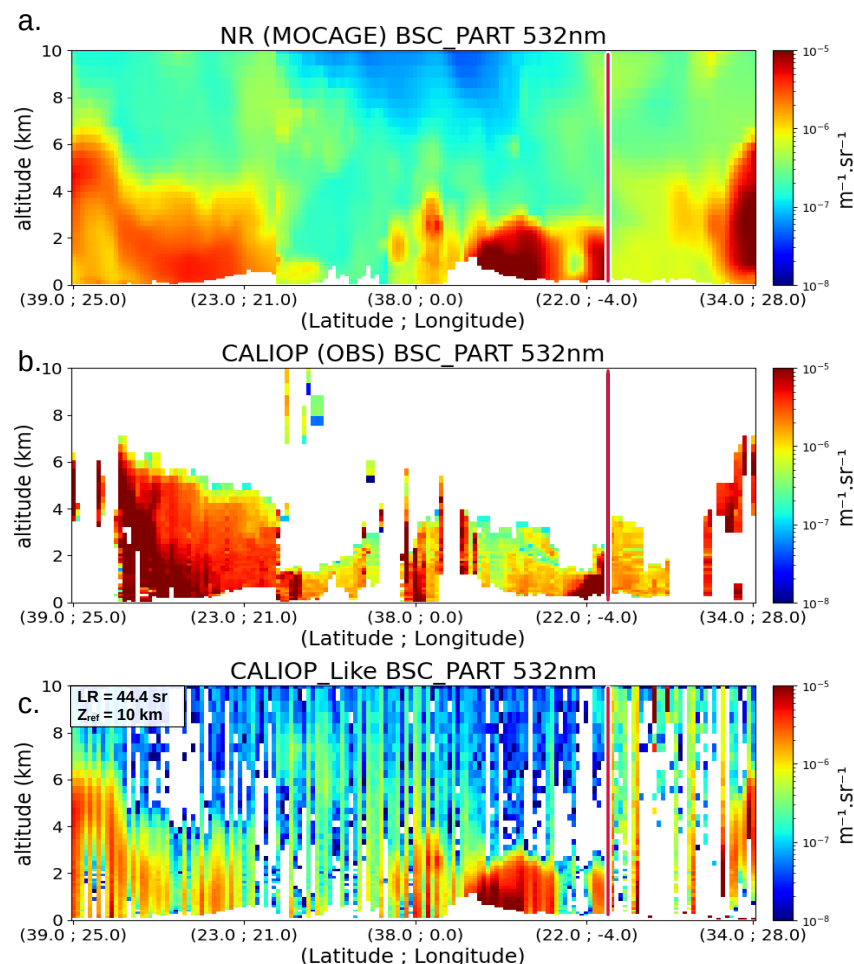 a.
NR (MOCAGE) BSC_PART 532nm
10
8
6
4
2
0
altitude (km)
(39.0 ; 25.0) (23.0 ; 21.0) (38.0 ; 0.0) (22.0 ; -4.0) (34.0 ; 28.0)
(Latitude ; Longitude)
10⁻⁵
10⁻⁶
10⁻⁷
10⁻⁸
m⁻¹.sr⁻¹
b.
CALIOP (OBS) BSC_PART 532nm
10
8
6
4
2
0
altitude (km)
(39.0 ; 25.0) (23.0 ; 21.0) (38.0 ; 0.0) (22.0 ; -4.0) (34.0 ; 28.0)
(Latitude ; Longitude)
10⁻⁵
10⁻⁶
10⁻⁷
10⁻⁸
m⁻¹.sr⁻¹
c.
CALIOP_Like BSC_PART 532nm
LR = 44.4 sr
Zref = 10 km
10
8
6
4
2
0
altitude (km)
(39.0 ; 25.0) (23.0 ; 21.0) (38.0 ; 0.0) (22.0 ; -4.0) (34.0 ; 28.0)
(Latitude ; Longitude)
10⁻⁵
10⁻⁶
10⁻⁷
10⁻⁸
m⁻¹.sr⁻¹